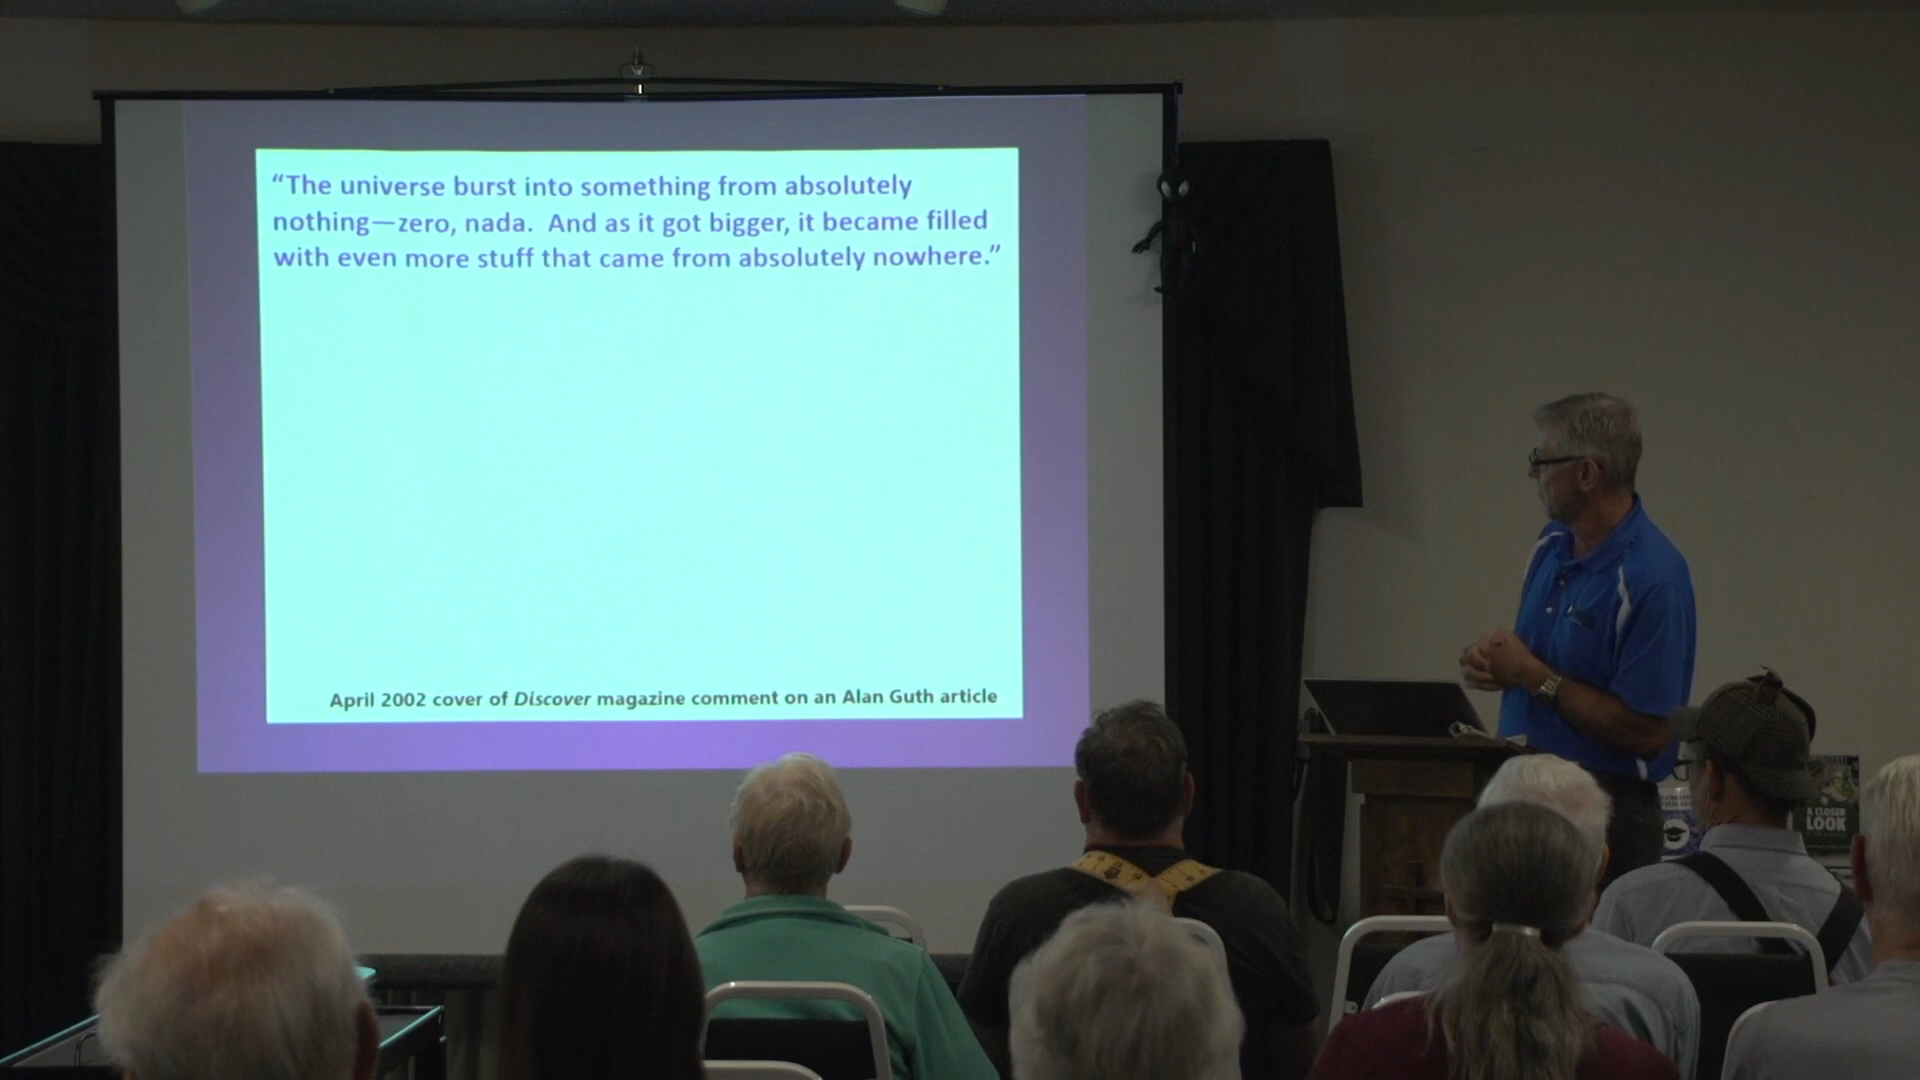 “The universe burst into something from absolutely
nothing—zero, nada.  And as it got bigger, it became filled
with even more stuff that came from absolutely nowhere.”
April 2002 cover of Discover magazine comment on an Alan Guth article
A CLOSER
LOOK